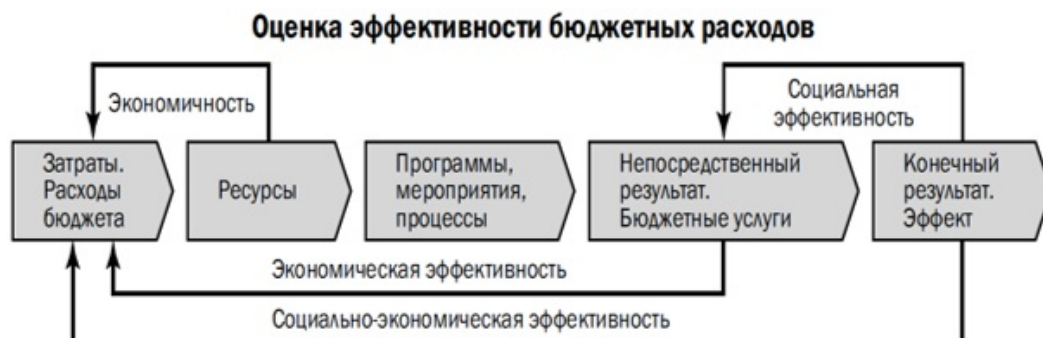 Оценка эффективности бюджетных расходов
Экономичность
Социальная
эффективность
Затраты.
Расходы
бюджета
Ресурсы
Программы,
мероприятия,
процессы
Непосредственный
результат.
Бюджетные услуги
Конечный
результат.
Эффект
Экономическая эффективность
Социально-экономическая эффективность